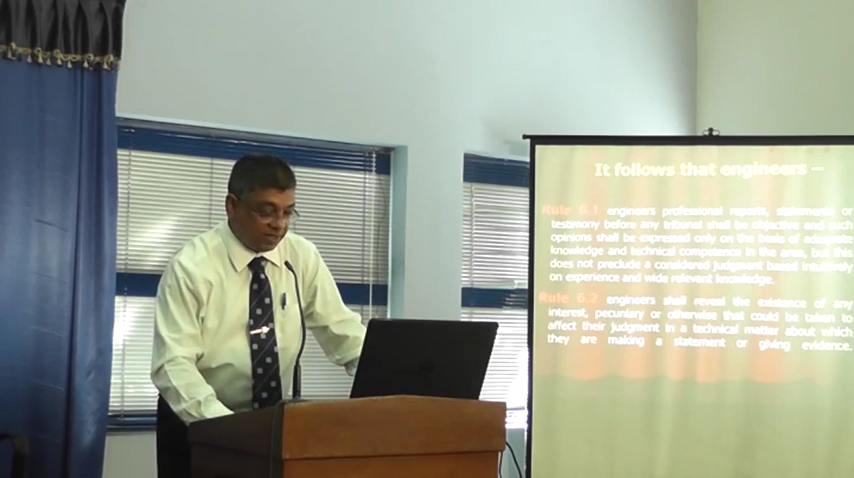 It follows that engineers —
Rule 6.1 engineers professional reports, statements or
testimony before any tribunal shall be objective and such
opinions shall be expressed only on the basis of adequate
knowledge and technical competence in the area, but this
does not preclude a considered judgment based intuitively
on experience and wide relevent knowledge.
Rule 6.2 engineers shall reveal the existence of any
interest, pecuniary or otherwise that could be taken to
affect their judgment in a technical matter about which
they are making a statement or giving evidence.